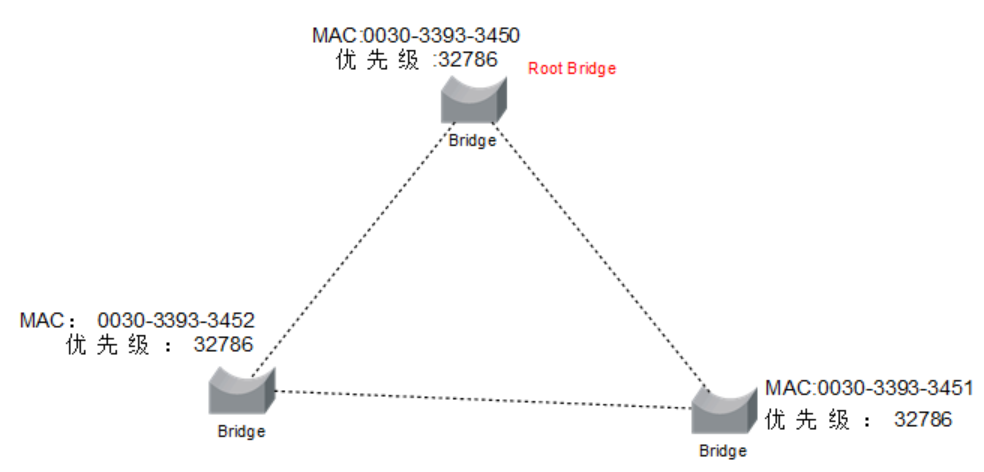 MAC:0030-3393-3450
优先级 :32786
Root Bridge
Bridge
MAC： 0030-3393-3452
优先级： 32786
Bridge
MAC:0030-3393-3451
优先级： 32786
Bridge